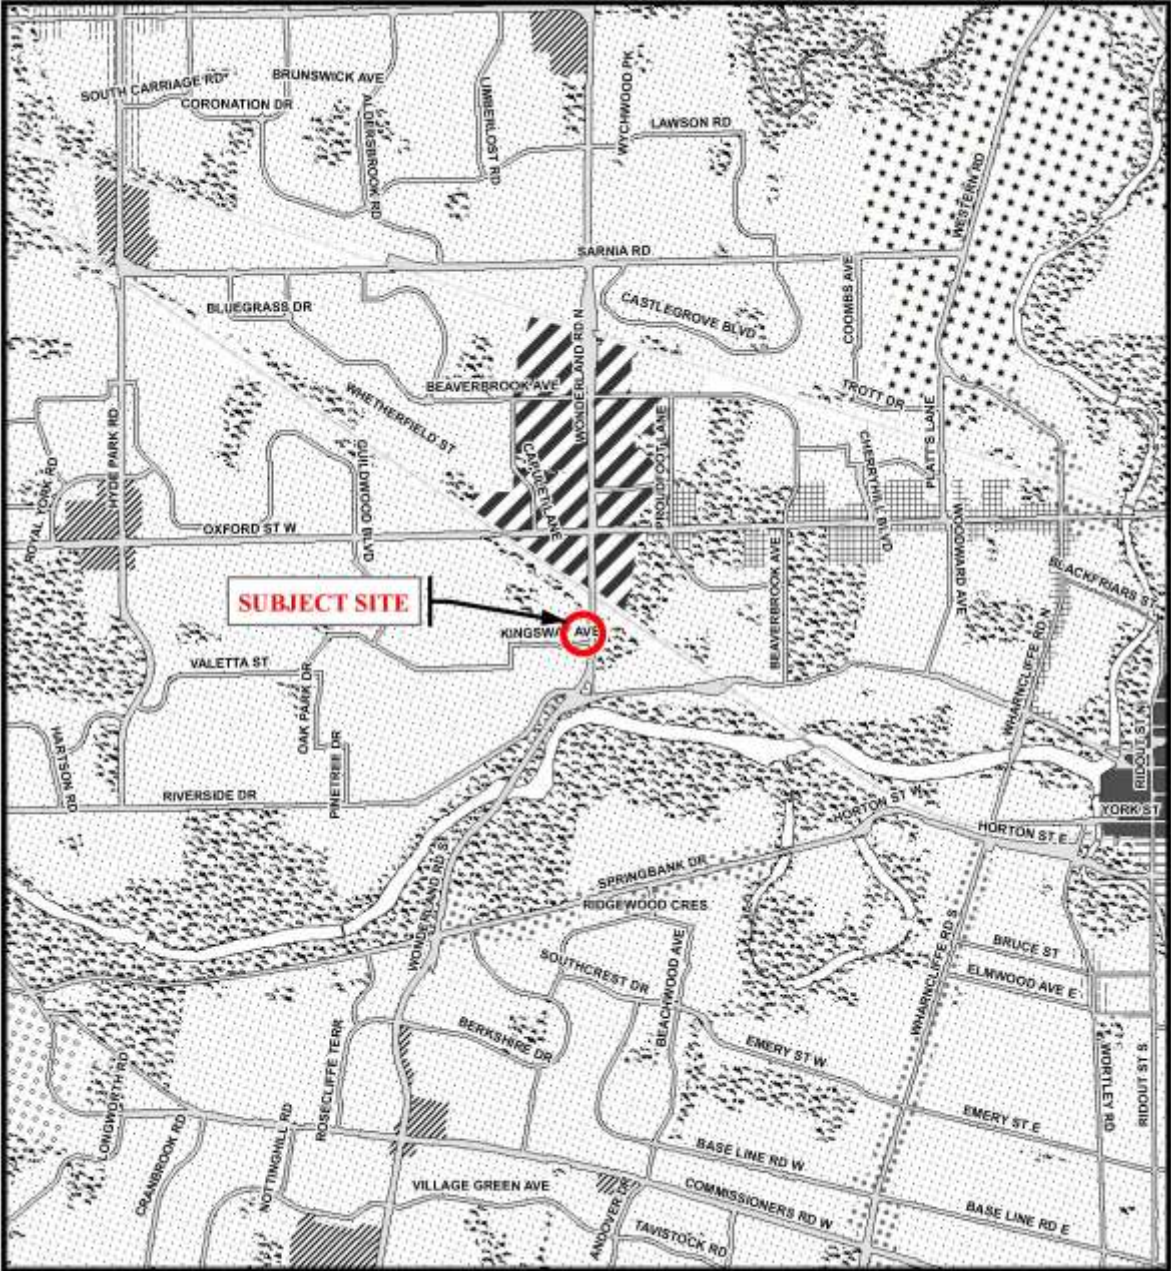 SOUTH CARRIAGE RD
BRUNSWICK AVE
CORONATION DR
ALDERSBROOK RD
LIMBERLOST RD
WYCHWOOD PK
LAWSON RD
WESTERN RD
SARNIA RD
BLUEGRASS DR
CASTLEGROVE BLVD
COOMBS AVE
WONDERLAND RD N
BEAVERBROOK AVE
WHETHERFIELD ST
TROTT DR
PLATT'S LANE
HYDE PARK RD
ROYAL YORK RD
GUILDWOOD BLVD
CAPULET LANE
PROUDFOOT LANE
CHERRYHILL BLVD
OXFORD ST W
WOODWARD AVE
BEAVERBROOK AVE
BLACKFRIARS ST
SUBJECT SITE
KINGSWAY AVE
VALETTA ST
OAK PARK DR
WHARNCLIFFE RD N
HARTSON RD
PINETREE DR
RIDOUT ST N
RIVERSIDE DR
HORTON ST W
YORK ST
HORTON ST E
WONDERLAND RD S
SPRINGBANK DR
RIDGEWOOD CRES
WHARNCLIFFE RD S
BRUCE ST
SOUTHCREST DR
BEACHWOOD AVE
ELMWOOD AVE E
BERKSHIRE DR
EMERY ST W
ROSECLIFFE TERR
LONGWORTH RD
CRANBROOK RD
NOTTINGHILL RD
EMERY ST E
WORTLEY RD
RIDOUT ST S
BASE LINE RD W
VILLAGE GREEN AVE
ANDOVER DR
COMMISSIONERS RD W
BASE LINE RD E
TAVISTOCK RD